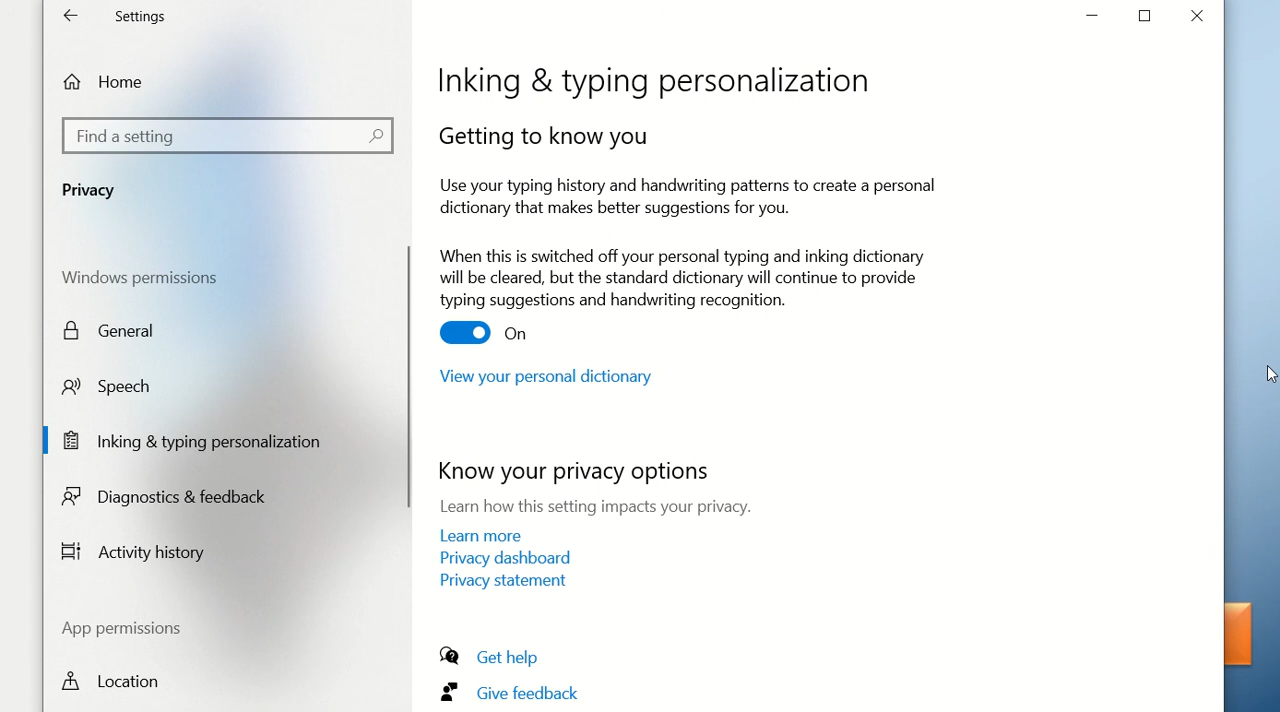 Settings
Home
Find a setting
Privacy
Windows permissions
General
Speech
Inking & typing personalization
Diagnostics & feedback
Activity history
App permissions
Location
Inking & typing personalization
Getting to know you
Use your typing history and handwriting patterns to create a personal
dictionary that makes better suggestions for you.
When this is switched off your personal typing and inking dictionary
will be cleared, but the standard dictionary will continue to provide
typing suggestions and handwriting recognition.
On
View your personal dictionary
Know your privacy options
Learn how this setting impacts your privacy.
Learn more
Privacy dashboard
Privacy statement
Get help
Give feedback